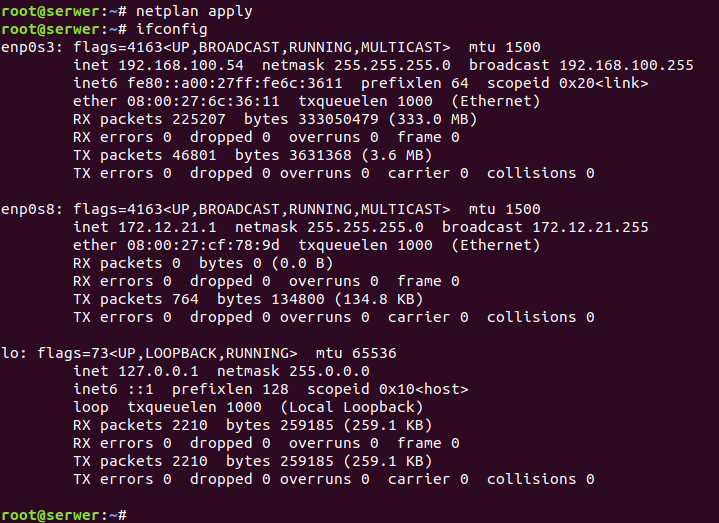 root@serwer:~# netplan apply
root@serwer:~# ifconfig
enp0s3: flags=4163<UP,BROADCAST,RUNNING,MULTICAST>  mtu 1500
        inet 192.168.100.54  netmask 255.255.255.0  broadcast 192.168.100.255
        inet6 fe80::a00:27ff:fe6c:3611  prefixlen 64  scopeid 0x20<link>
        ether 08:00:27:6c:36:11  txqueuelen 1000  (Ethernet)
        RX packets 225207  bytes 333050479 (333.0 MB)
        RX errors 0  dropped 0  overruns 0  frame 0
        TX packets 46801  bytes 3631368 (3.6 MB)
        TX errors 0  dropped 0 overruns 0  carrier 0  collisions 0

enp0s8: flags=4163<UP,BROADCAST,RUNNING,MULTICAST>  mtu 1500
        inet 172.12.21.1  netmask 255.255.255.0  broadcast 172.12.21.255
        ether 08:00:27:cf:78:9d  txqueuelen 1000  (Ethernet)
        RX packets 0  bytes 0 (0.0 B)
        RX errors 0  dropped 0  overruns 0  frame 0
        TX packets 764  bytes 134800 (134.8 KB)
        TX errors 0  dropped 0 overruns 0  carrier 0  collisions 0

lo: flags=73<UP,LOOPBACK,RUNNING>  mtu 65536
        inet 127.0.0.1  netmask 255.0.0.0
        inet6 ::1  prefixlen 128  scopeid 0x10<host>
        loop  txqueuelen 1000  (Local Loopback)
        RX packets 2210  bytes 259185 (259.1 KB)
        RX errors 0  dropped 0  overruns 0  frame 0
        TX packets 2210  bytes 259185 (259.1 KB)
        TX errors 0  dropped 0 overruns 0  carrier 0  collisions 0

root@serwer:~#